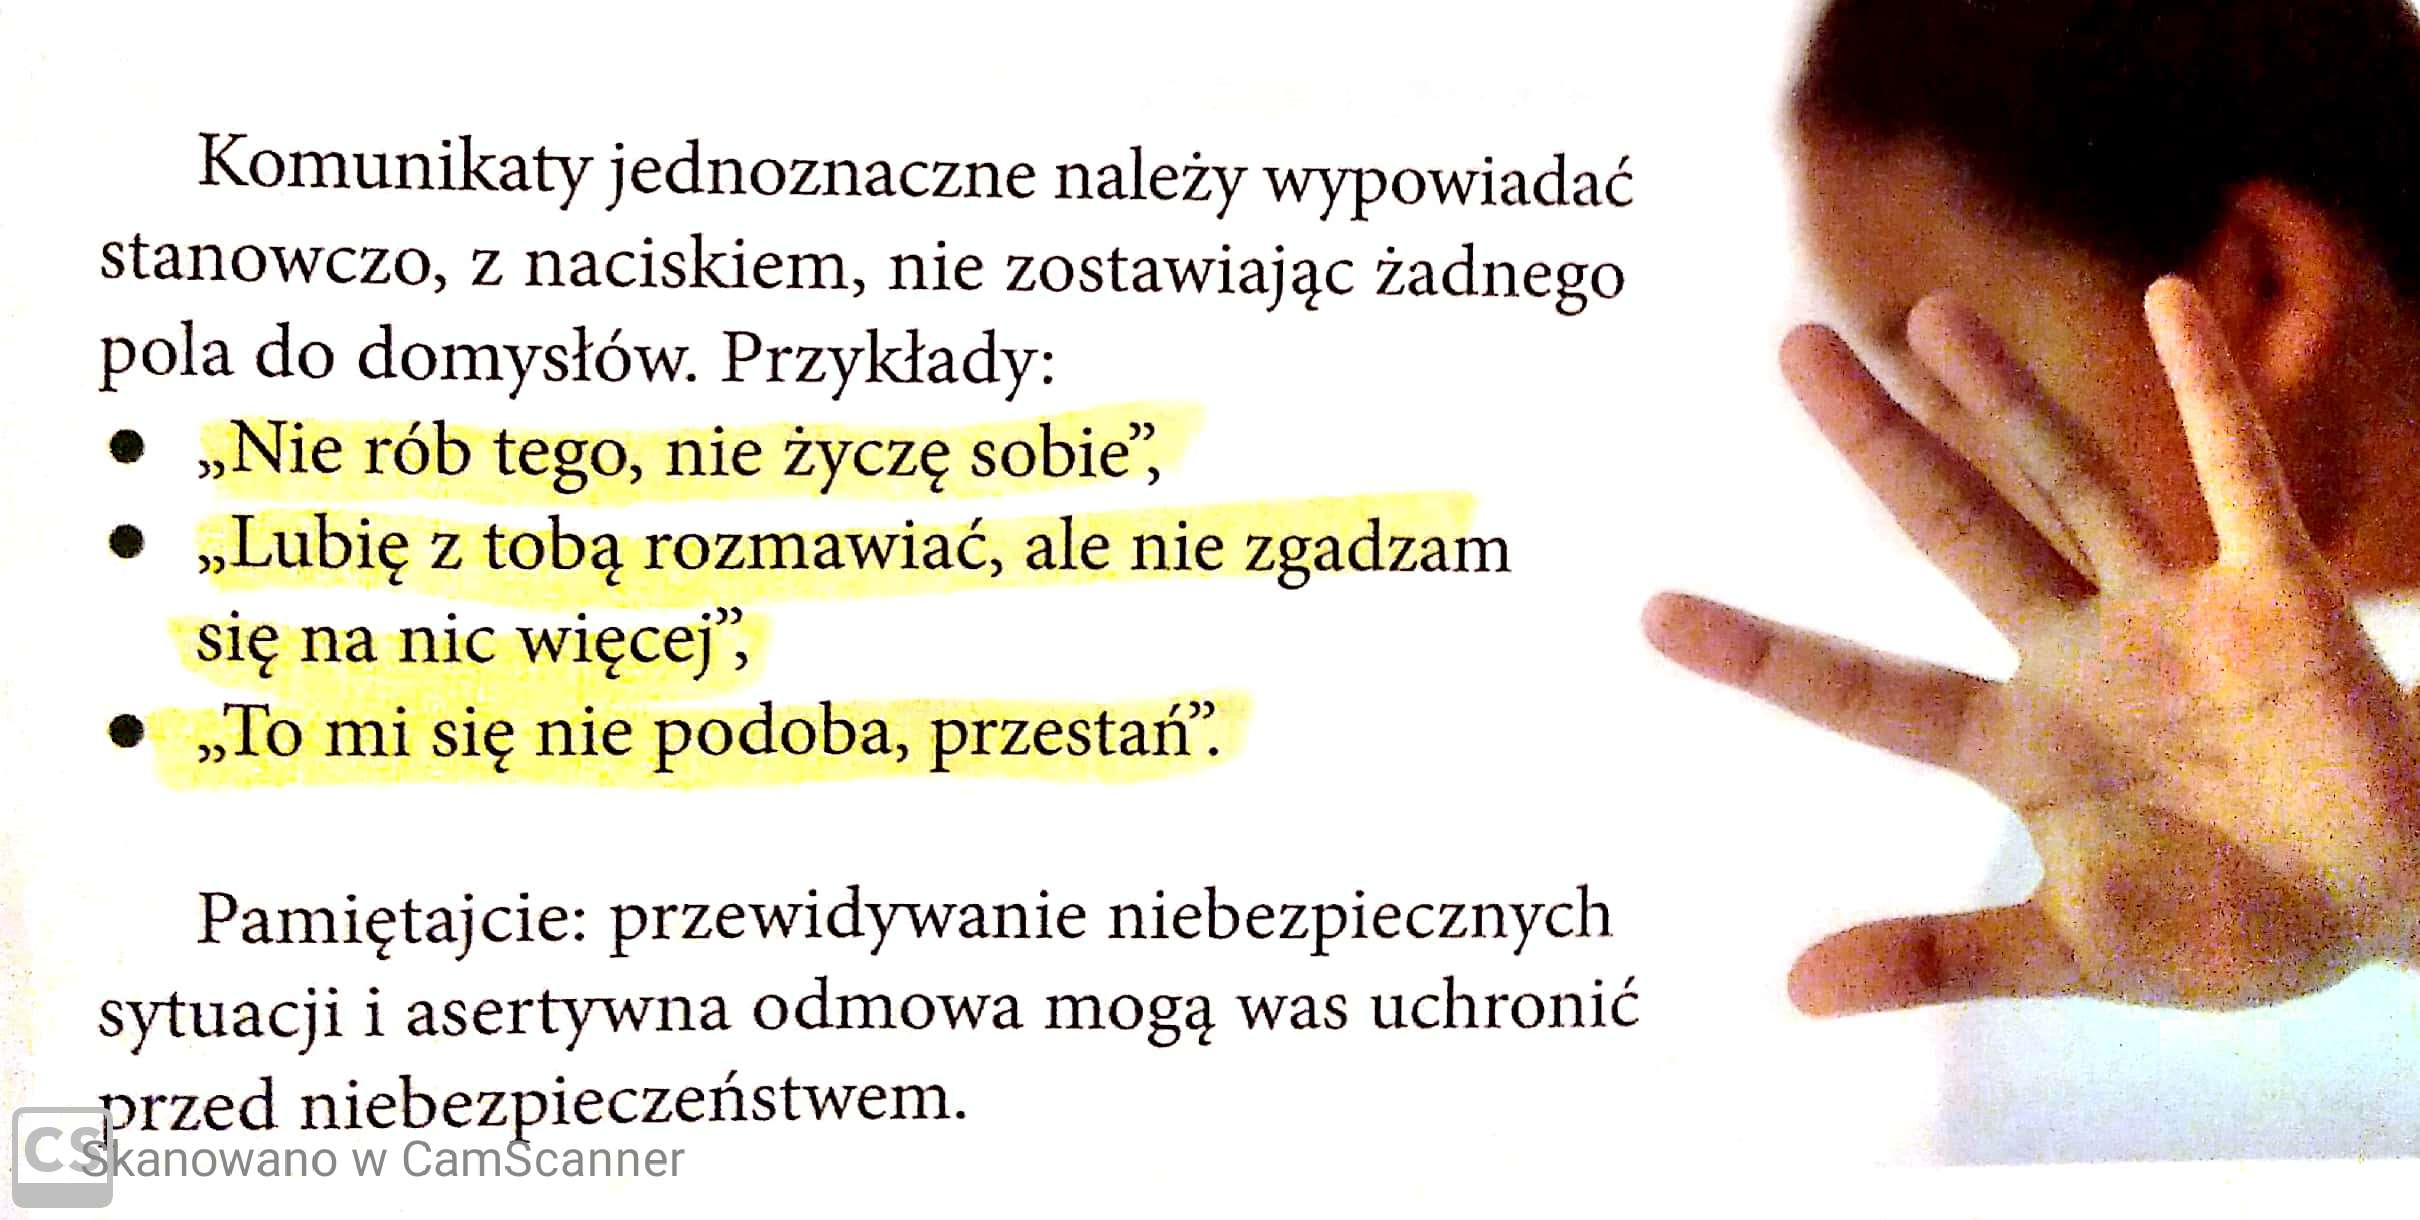 Komunikaty jednoznaczne należy wypowiadać
stanowczo, z naciskiem, nie zostawiając żadnego
pola do domysłów. Przykłady:
• „Nie rób tego, nie życzę sobie”,
• „Lubię z tobą rozmawiać, ale nie zgadzam
się na nic więcej”,
• „To mi się nie podoba, przestań”.
Pamiętajcie: przewidywanie niebezpiecznych
sytuacji i asertywna odmowa mogą was uchronić
przed niebezpieczeństwem.
CS Skanowano w CamScanner